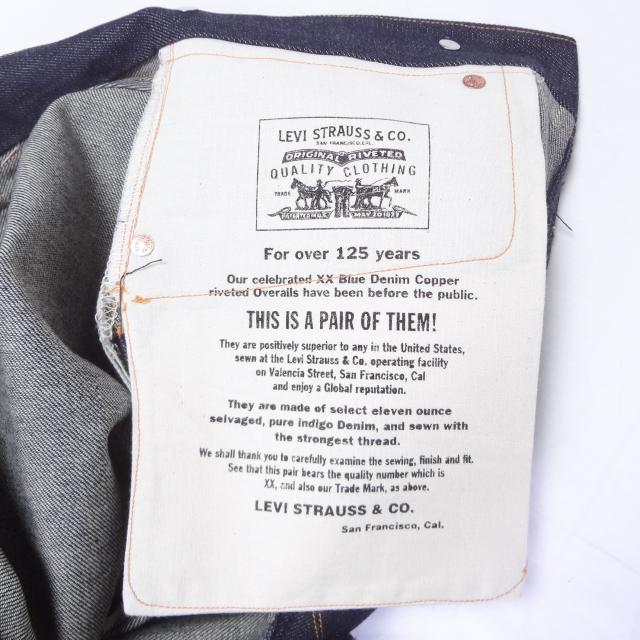 LEVI STRAUSS & CO.
SAN FRANCISCO, CAL.
ORIGINAL RIVETED
QUALITY CLOTHING
TRADE MARK
PATENTED MAY 20 1873
For over 125 years
Our celebrated XX Blue Denim Copper
riveted Overalls have been before the public.
THIS IS A PAIR OF THEM!
They are positively superior to any in the United States,
sewn at the Levi Strauss & Co. operating facility
on Valencia Street, San Francisco, Cal
and enjoy a Global reputation.
They are made of select eleven ounce
selvaged, pure indigo Denim, and sewn with
the strongest thread.
We shall thank you to carefully examine the sewing, finish and fit.
See that this pair bears the quality number which is
XX, and also our Trade Mark, as above.
LEVI STRAUSS & CO.
San Francisco, Cal.